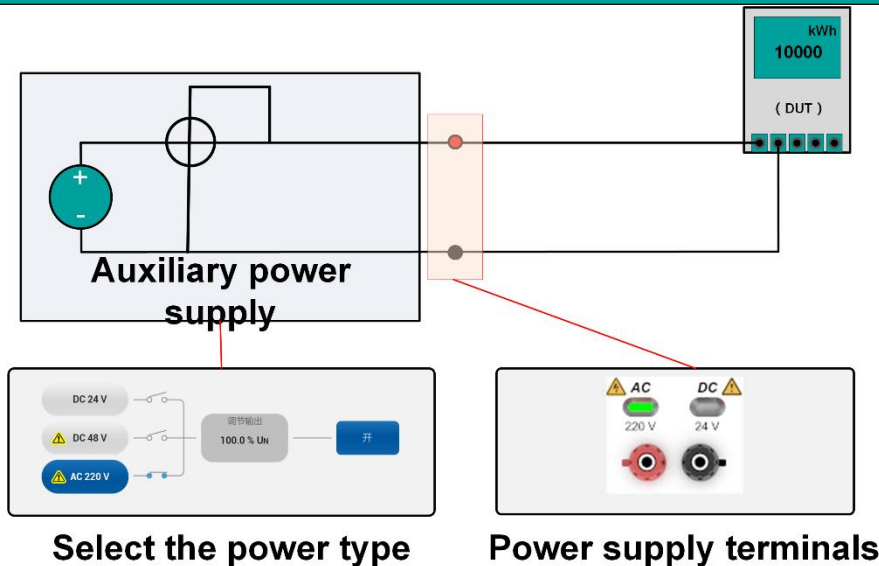 kWh
10000
( DUT )
+
-
Auxiliary power
supply
DC 24 V
DC 48 V
AC 220 V
调节输出
100.0 % UN
开
AC
DC
220 V
24 V
Select the power type
Power supply terminals